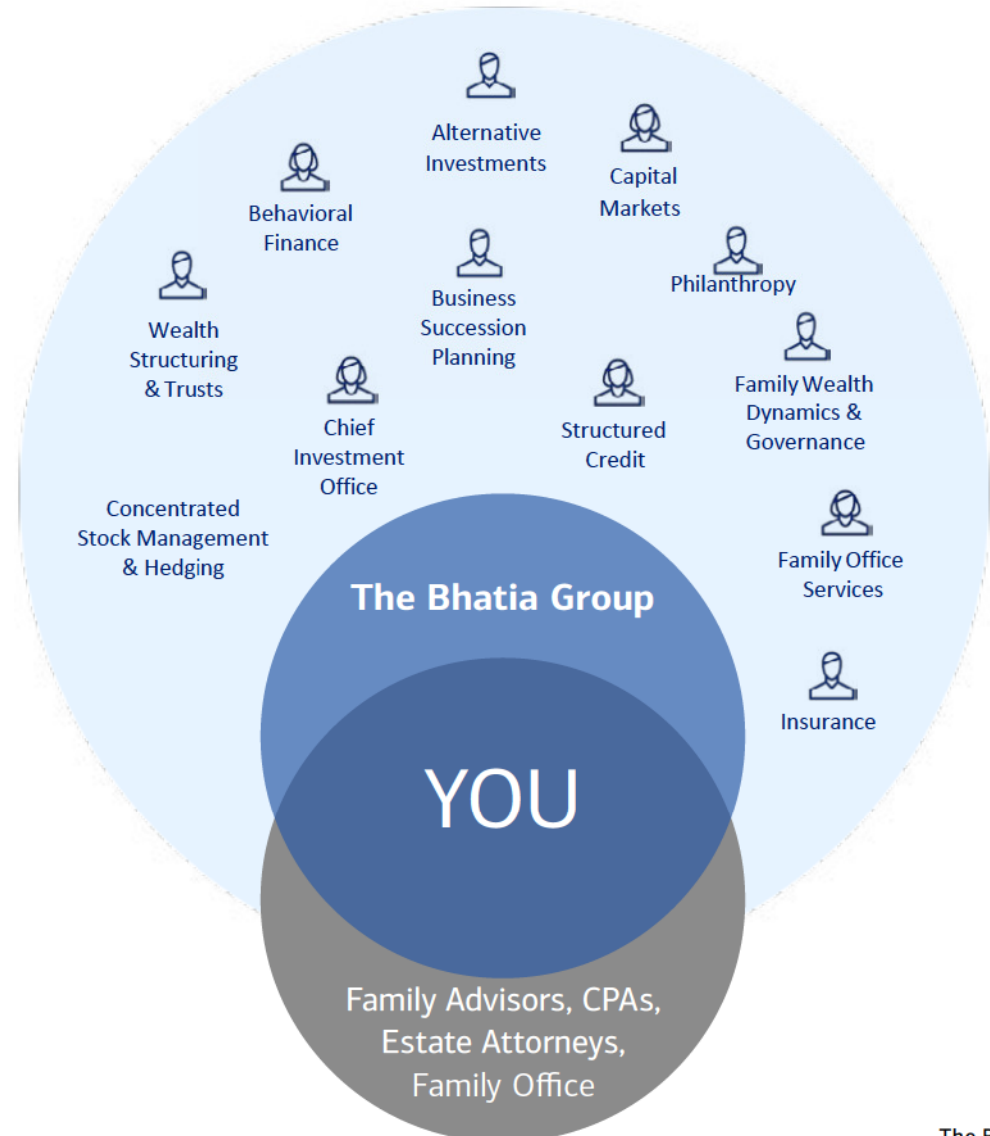 Alternative
Investments
Capital
Markets
Behavioral
Finance
Philanthropy
Business
Succession
Planning
Wealth
Structuring
& Trusts
Family Wealth
Dynamics &
Governance
Chief
Investment
Office
Structured
Credit
Concentrated
Stock Management
& Hedging
Family Office
Services
The Bhatia Group
Insurance
YOU
Family Advisors, CPAs,
Estate Attorneys,
Family Office